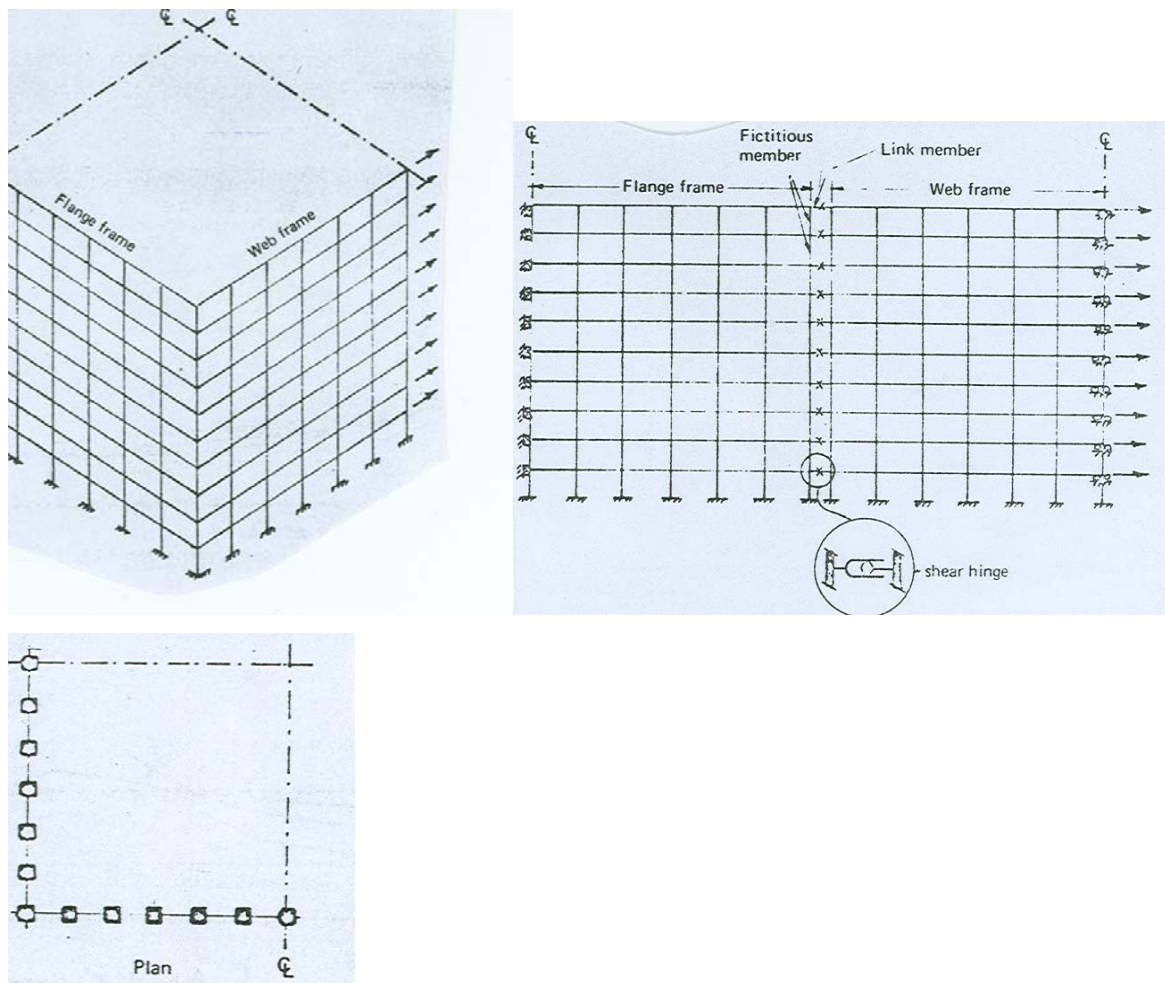 ℄ ℄
Flange frame
Web frame
℄
Fictitious
member
Link member
℄
Flange frame
Web frame
shear hinge
Plan
℄